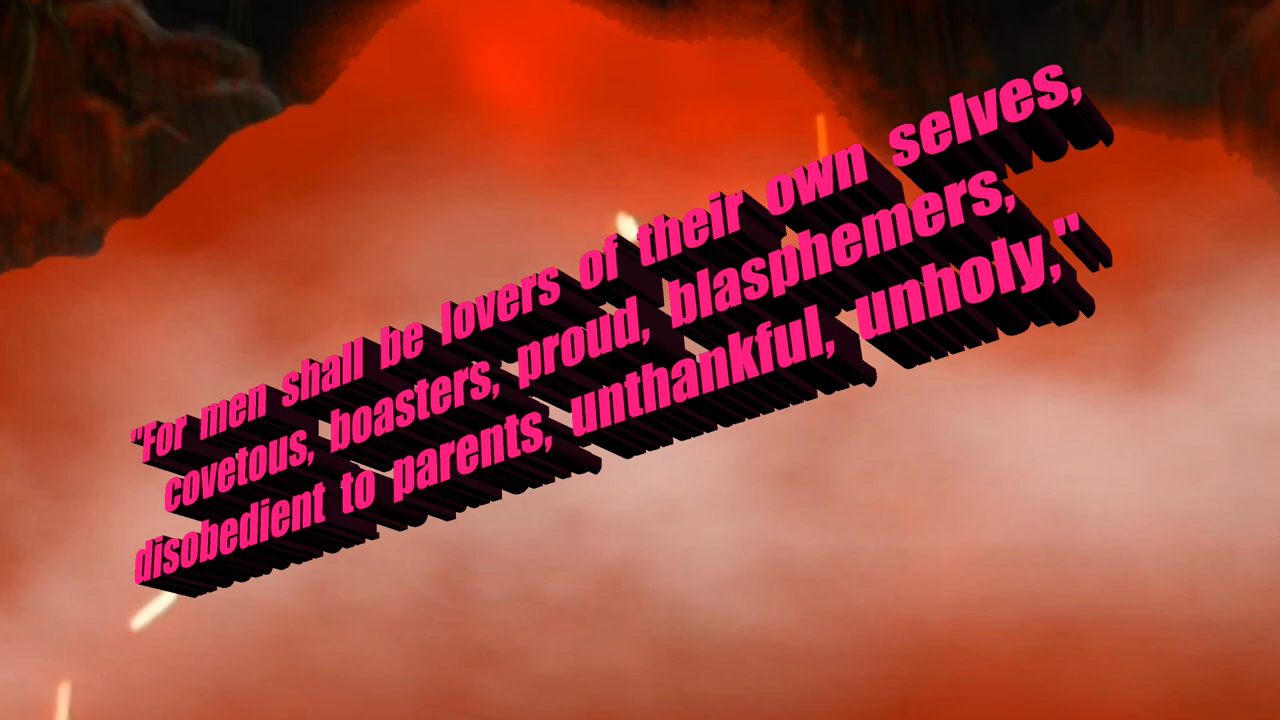 "For men shall be lovers of their own selves,
covetous, boasters, proud, blasphemers,
disobedient to parents, unthankful, unholy,"